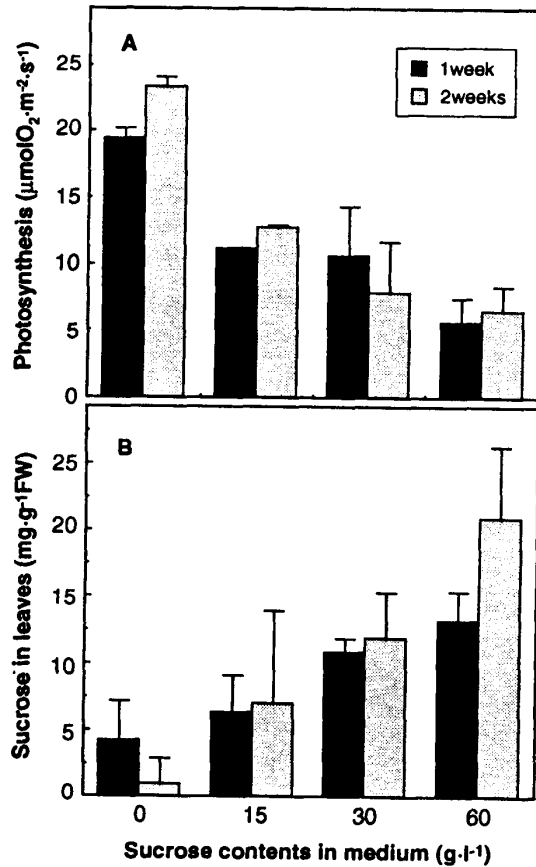 A
1week
2weeks
Photosynthesis (μmolO₂·m⁻²·s⁻¹)
25
20
15
10
5
0
B
Sucrose in leaves (mg·g⁻¹FW)
25
20
15
10
5
0
0 15 30 60
Sucrose contents in medium (g·l⁻¹)